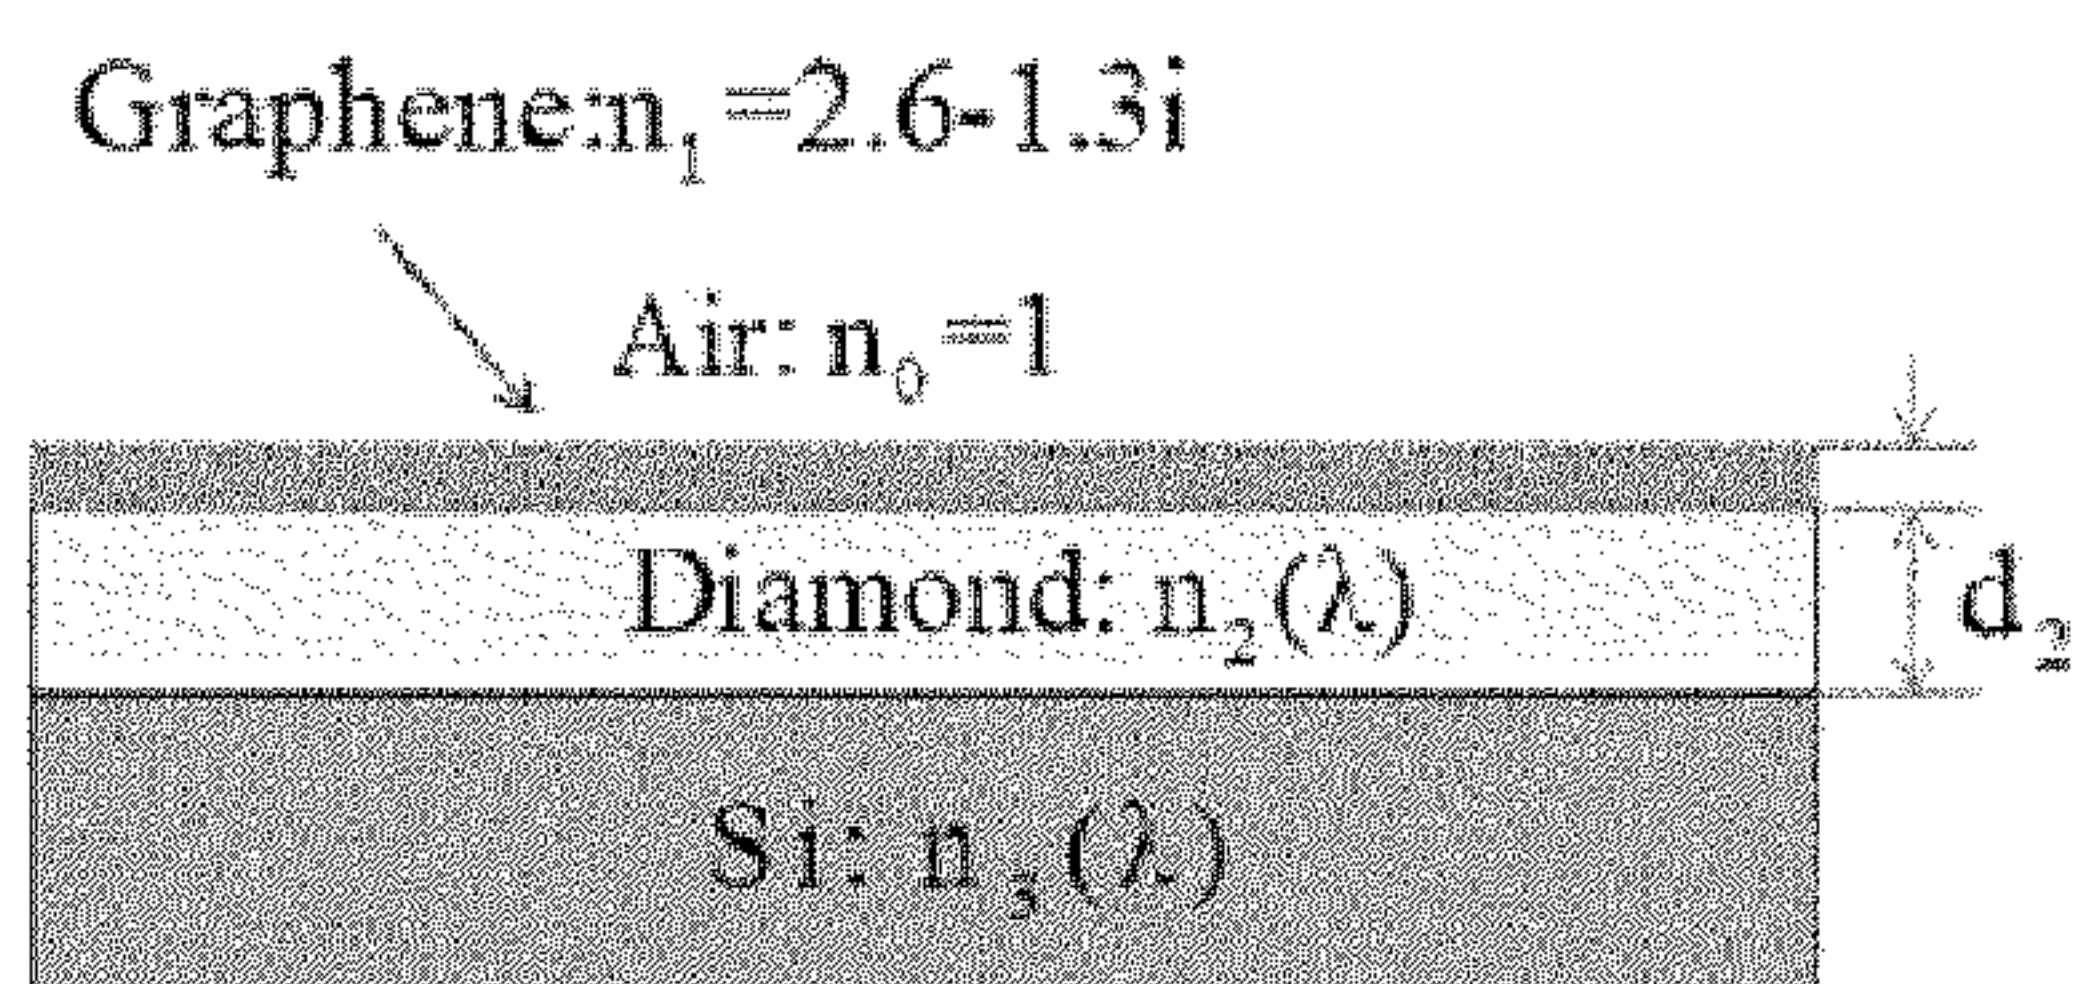 Graphene:n₁=2.6-1.3i
Air: n₀=1
Diamond: n₂(λ)
d₂
Si: n₃(λ)